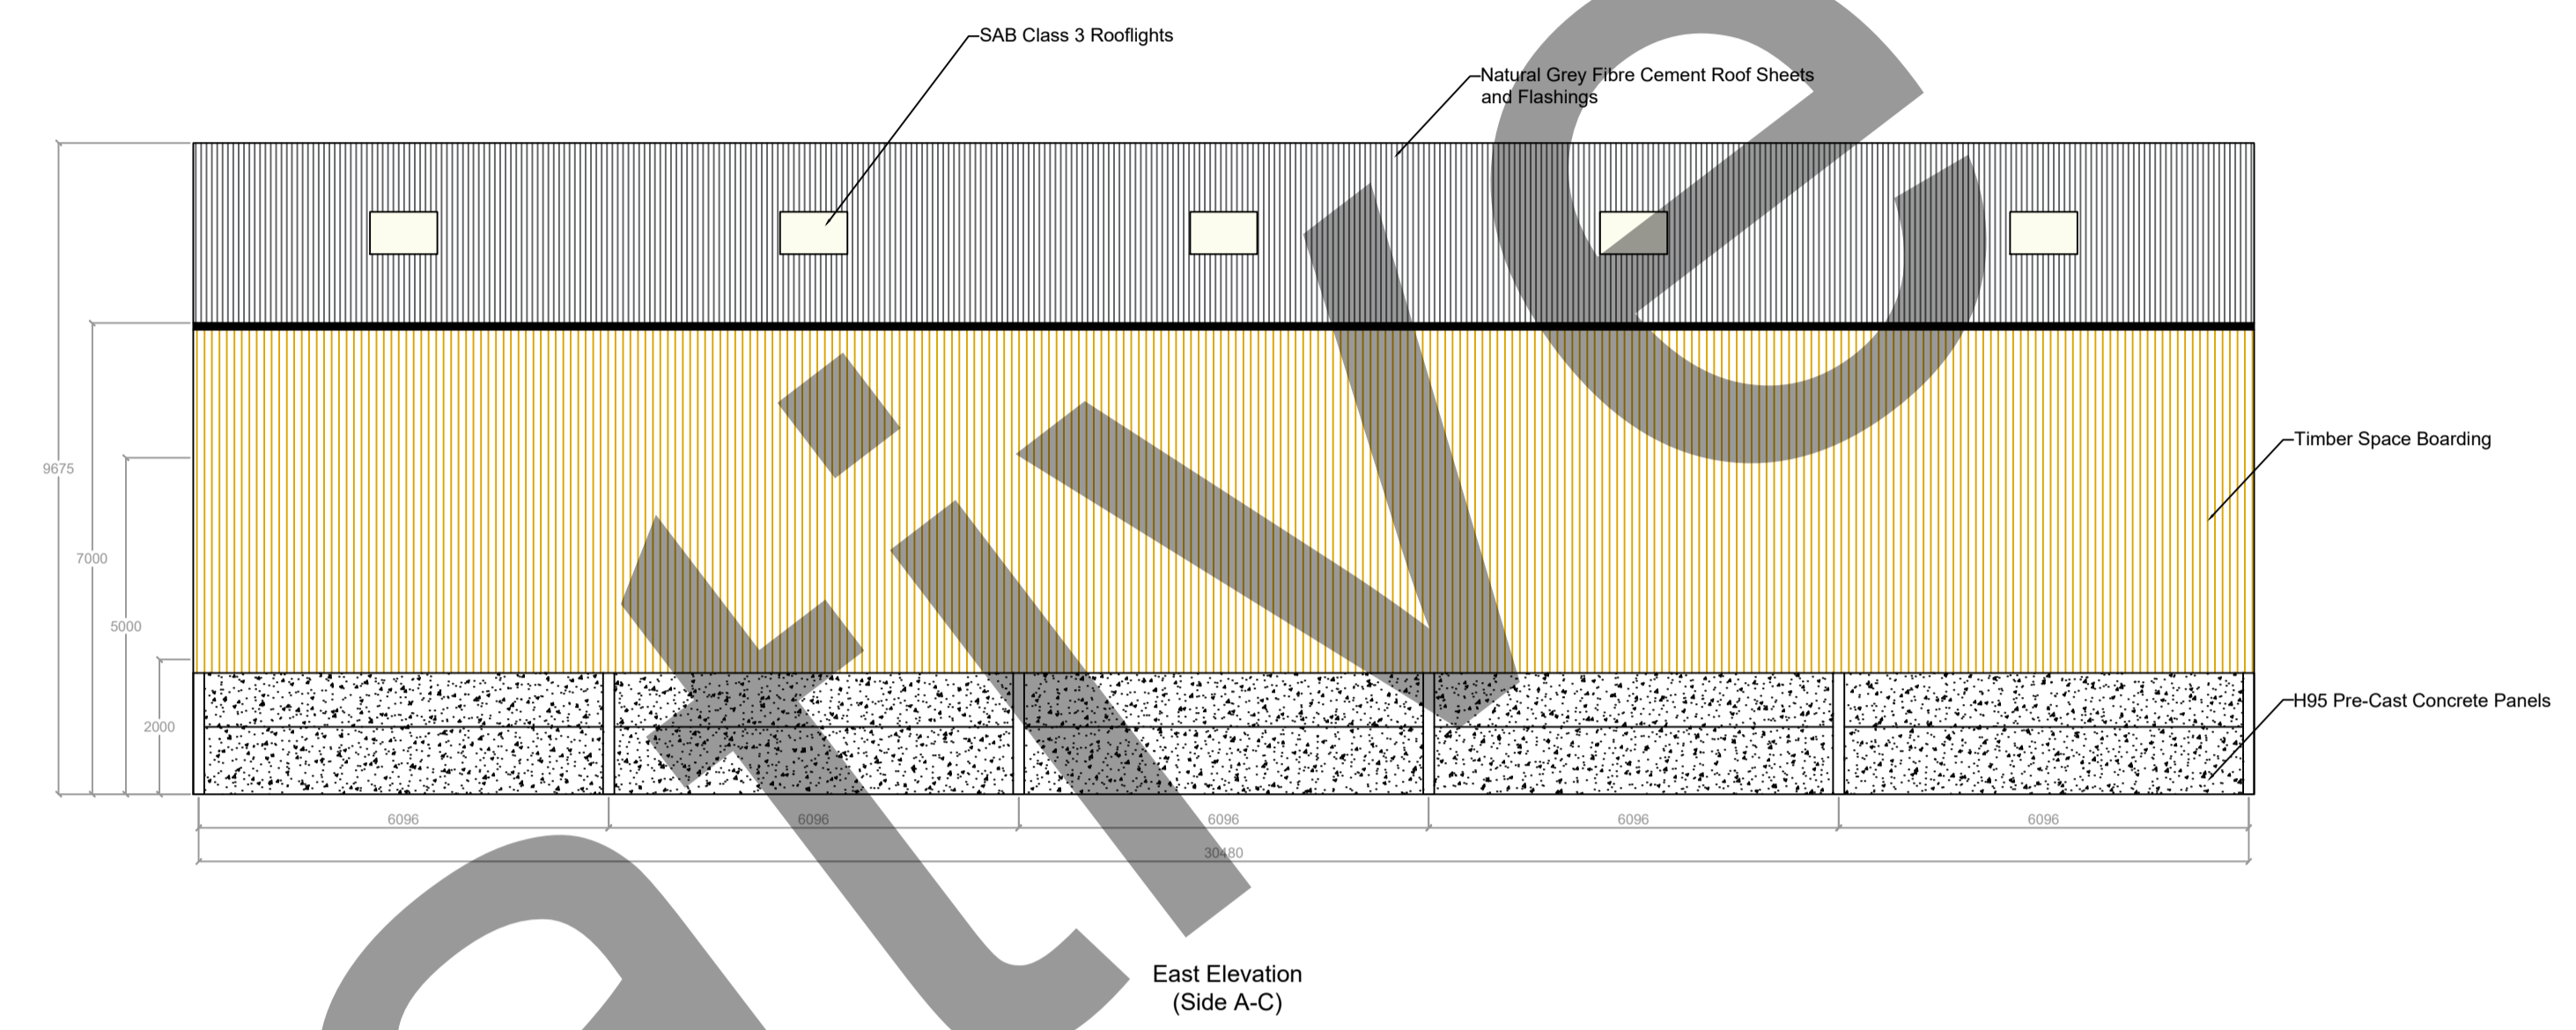 SAB Class 3 Rooflights
Natural Grey Fibre Cement Roof Sheets
and Flashings
Timber Space Boarding
9675
7000
5000
2000
H95 Pre-Cast Concrete Panels
6096
6096
6096
6096
6096
30480
East Elevation
(Side A-C)
ative